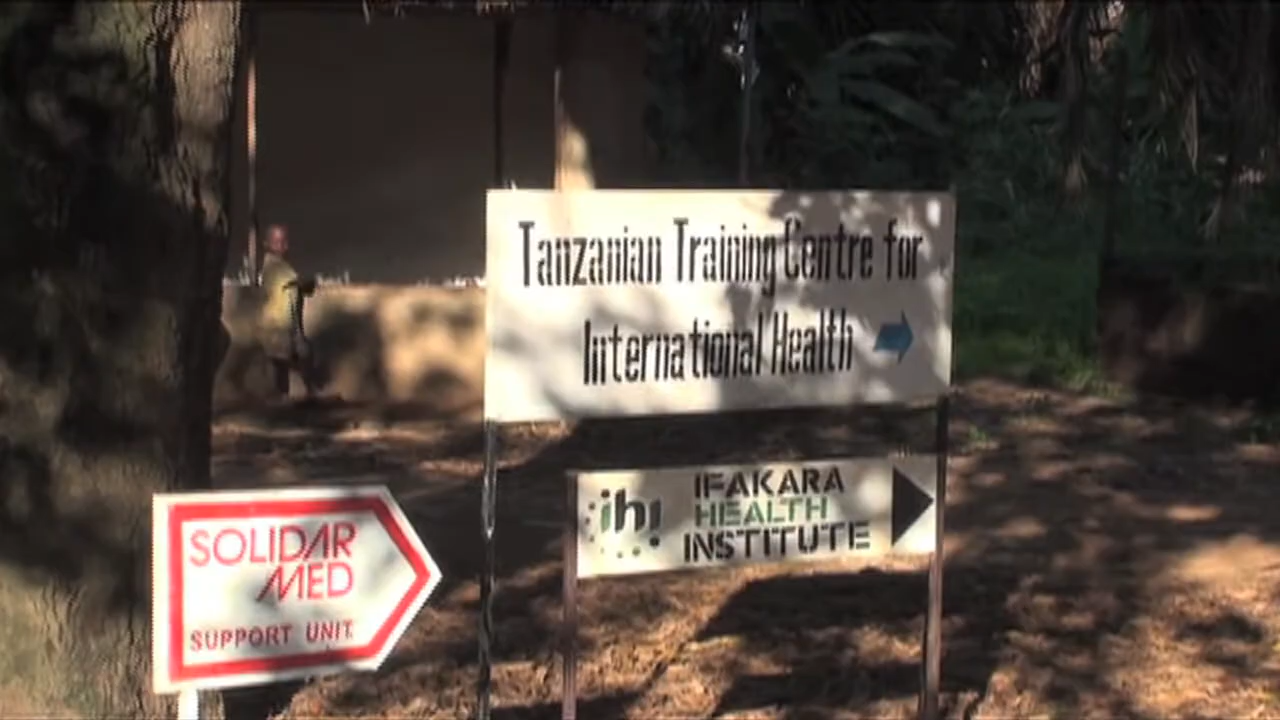 Tanzanian Training Centre for
International Health
ihi
IFAKARA
HEALTH
INSTITUTE
SOLIDAR
MED
SUPPORT UNIT